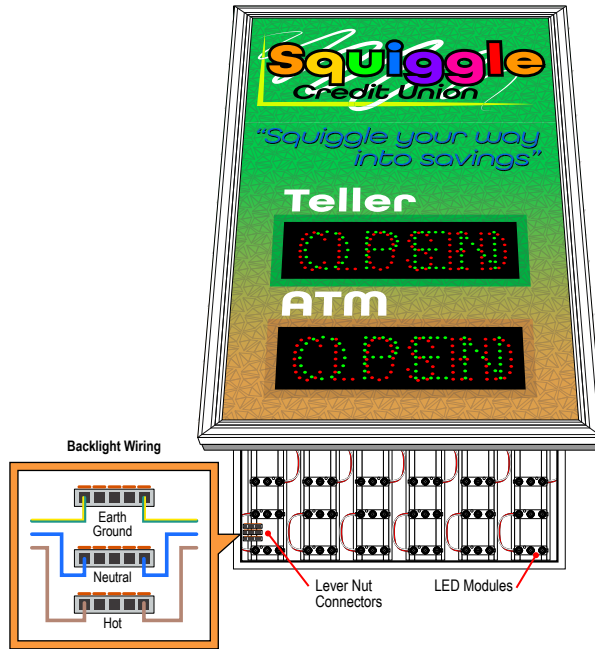 Squiggle
Credit Union
"Squiggle your way
into savings"
Teller
OPEN
ATM
OPEN
Backlight Wiring
Earth
Ground
Neutral
Hot
Lever Nut
Connectors
LED Modules